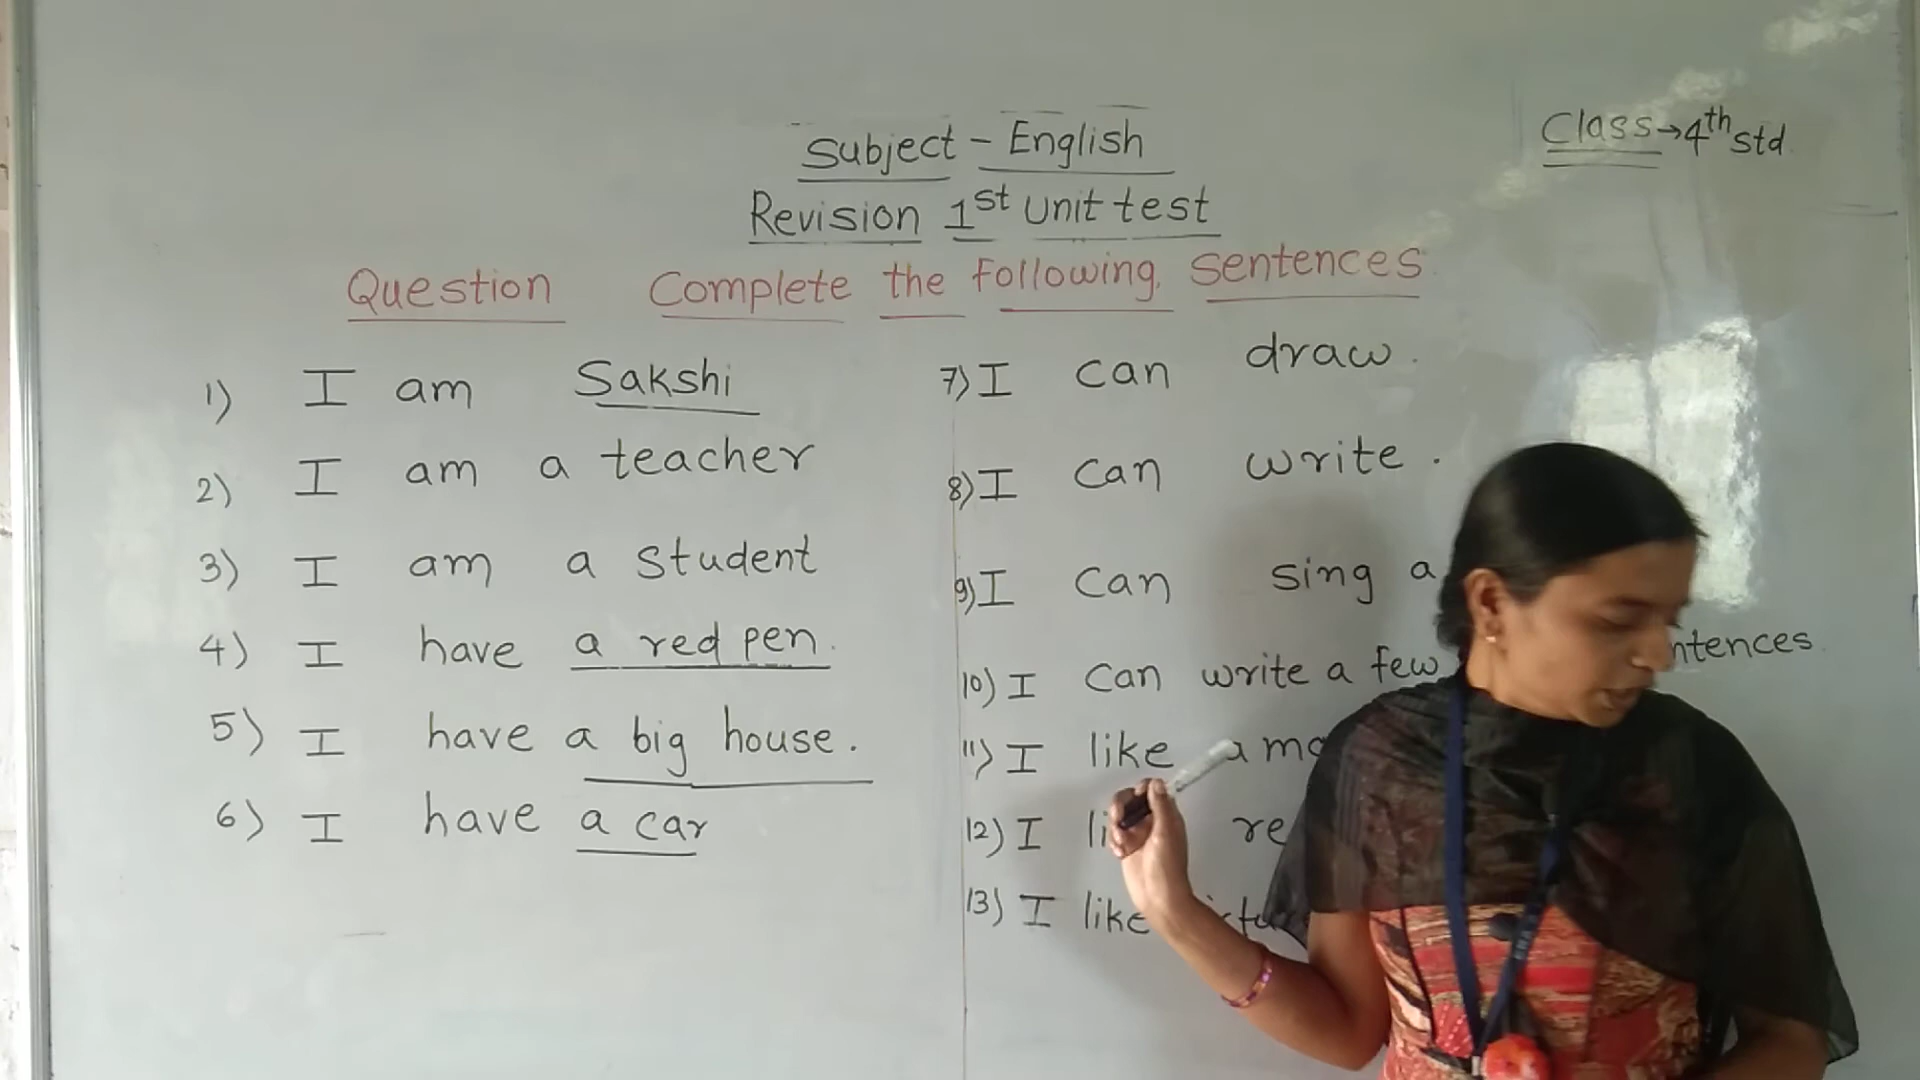 Subject - English
Class → 4th std
Revision 1st Unit test
Question Complete the following sentences
1) I am Sakshi
2) I am a teacher
3) I am a student
4) I have a red pen.
5) I have a big house.
6) I have a car
7) I can draw.
8) I can write.
9) I can sing a
10) I can write a few
11) I like a
12) I
13) I like